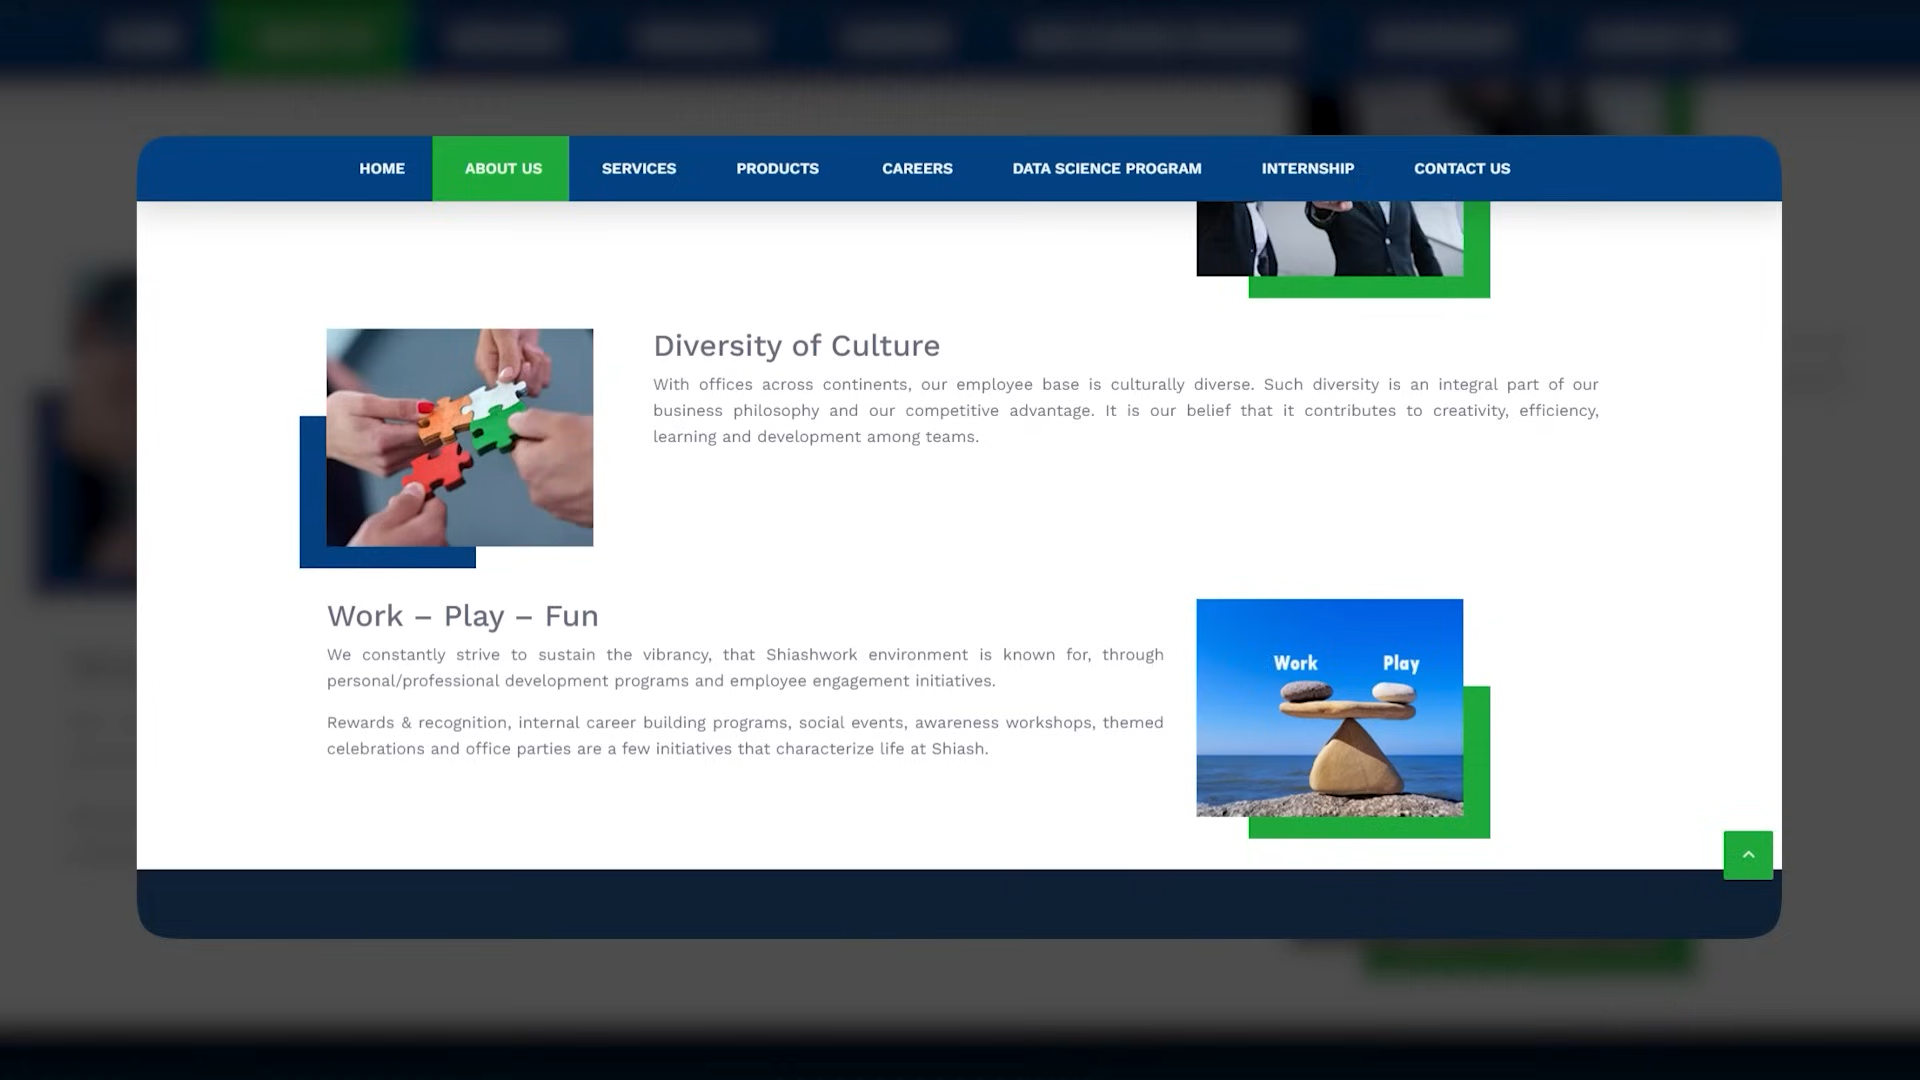 HOME ABOUT US SERVICES PRODUCTS CAREERS DATA SCIENCE PROGRAM INTERNSHIP CONTACT US
Diversity of Culture
With offices across continents, our employee base is culturally diverse. Such diversity is an integral part of our
business philosophy and our competitive advantage. It is our belief that it contributes to creativity, efficiency,
learning and development among teams.
Work – Play – Fun
We constantly strive to sustain the vibrancy, that Shiashwork environment is known for, through
personal/professional development programs and employee engagement initiatives.
Rewards & recognition, internal career building programs, social events, awareness workshops, themed
celebrations and office parties are a few initiatives that characterize life at Shiash.
Work Play